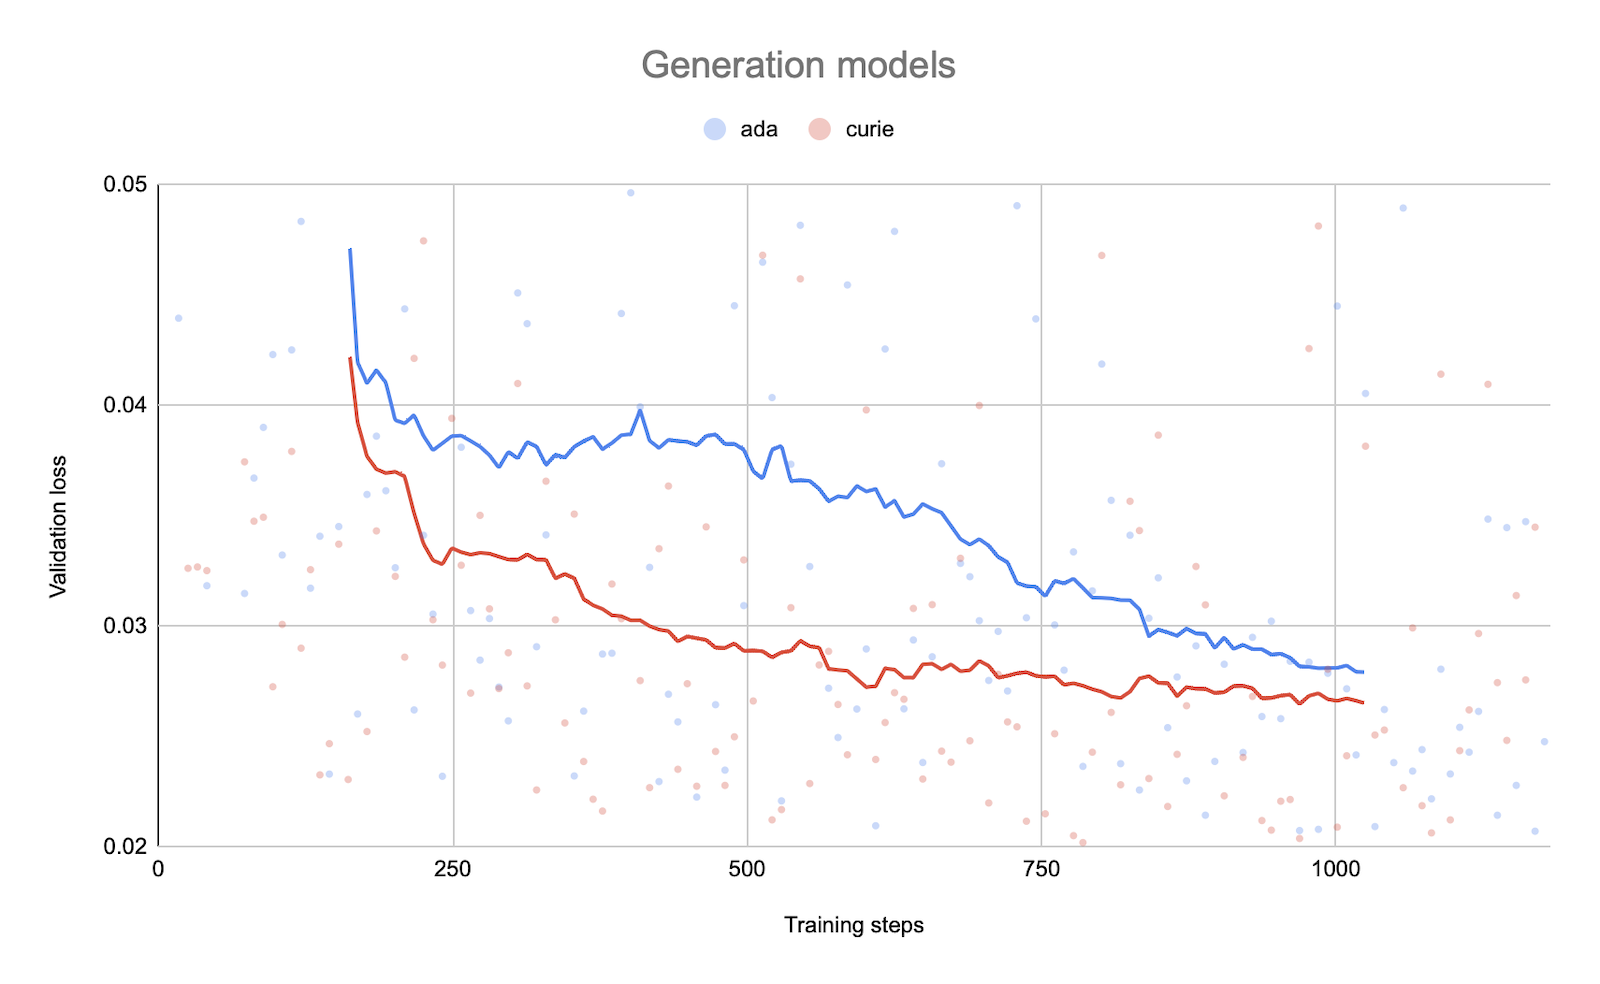 Generation models
ada curie
0.05
0.04
0.03
0.02
Validation loss
0 250 500 750 1000
Training steps